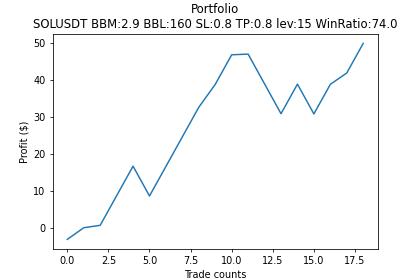 Portfolio
SOLUSDT BBM:2.9 BBL:160 SL:0.8 TP:0.8 lev:15 WinRatio:74.0
50
40
30
20
10
0
Profit ($)
0.0 2.5 5.0 7.5 10.0 12.5 15.0 17.5
Trade counts